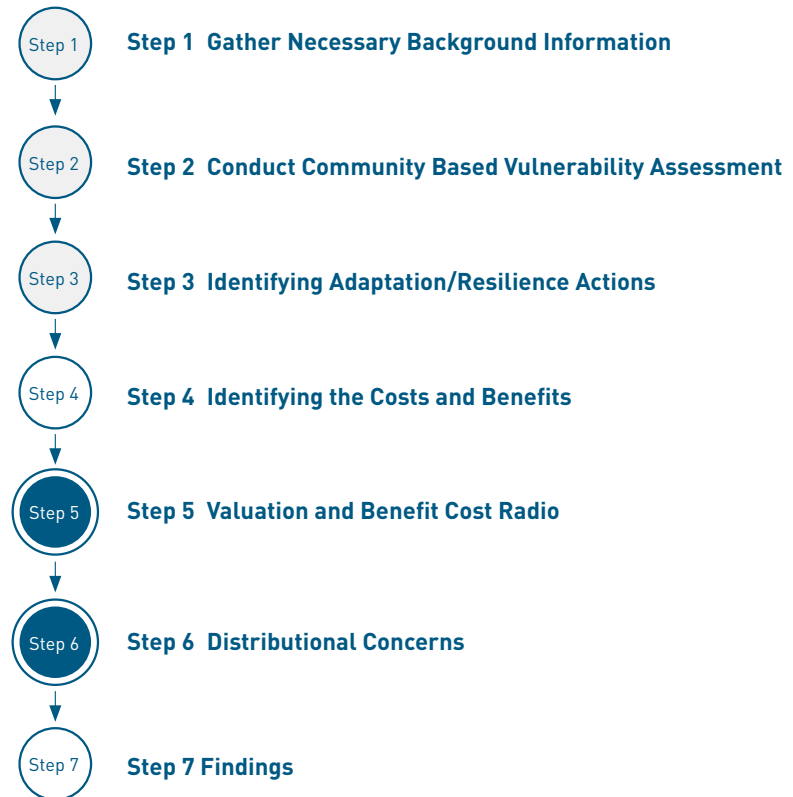 Step 1
Step 1 Gather Necessary Background Information
Step 2
Step 2 Conduct Community Based Vulnerability Assessment
Step 3
Step 3 Identifying Adaptation/Resilience Actions
Step 4
Step 4 Identifying the Costs and Benefits
Step 5
Step 5 Valuation and Benefit Cost Radio
Step 6
Step 6 Distributional Concerns
Step 7
Step 7 Findings